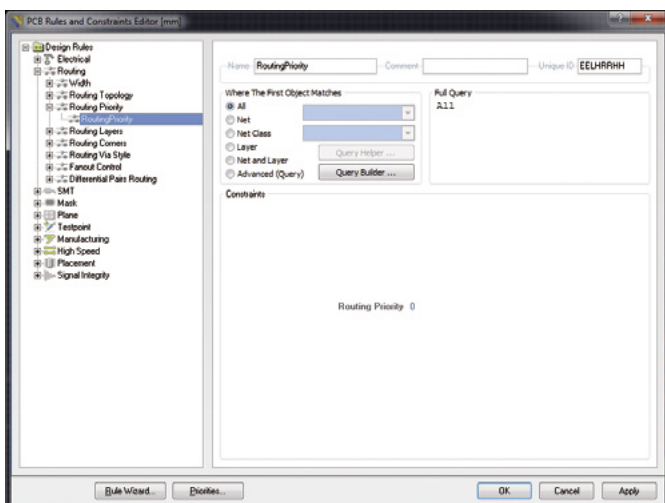 PCB Rules and Constraints Editor [mm]
Design Rules
Electrical
Routing
Width
Routing Topology
Routing Priority
RoutingPriority
Routing Layers
Routing Corners
Routing Via Style
Fanout Control
Differential Pairs Routing
SMT
Mask
Plane
Testpoint
Manufacturing
High Speed
Placement
Signal Integrity
Name RoutingPriority Comment Unique ID EELHRRHH
Where The First Object Matches
All
Net
Net Class
Layer
Net and Layer
Advanced (Query)
Query Helper ...
Query Builder ...
Full Query
All
Constraints
Routing Priority 0
Rule Wizard... Priorities... OK Cancel Apply